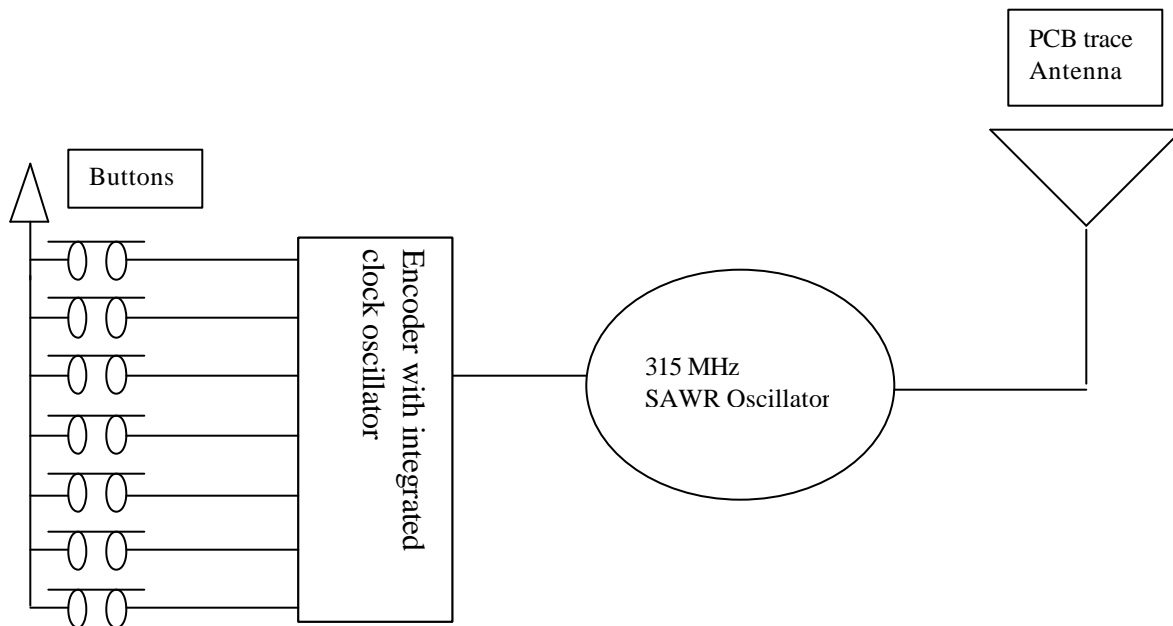 PCB trace
Antenna
Buttons
Encoder with integrated
clock oscillator
315 MHz
SAWR Oscillator